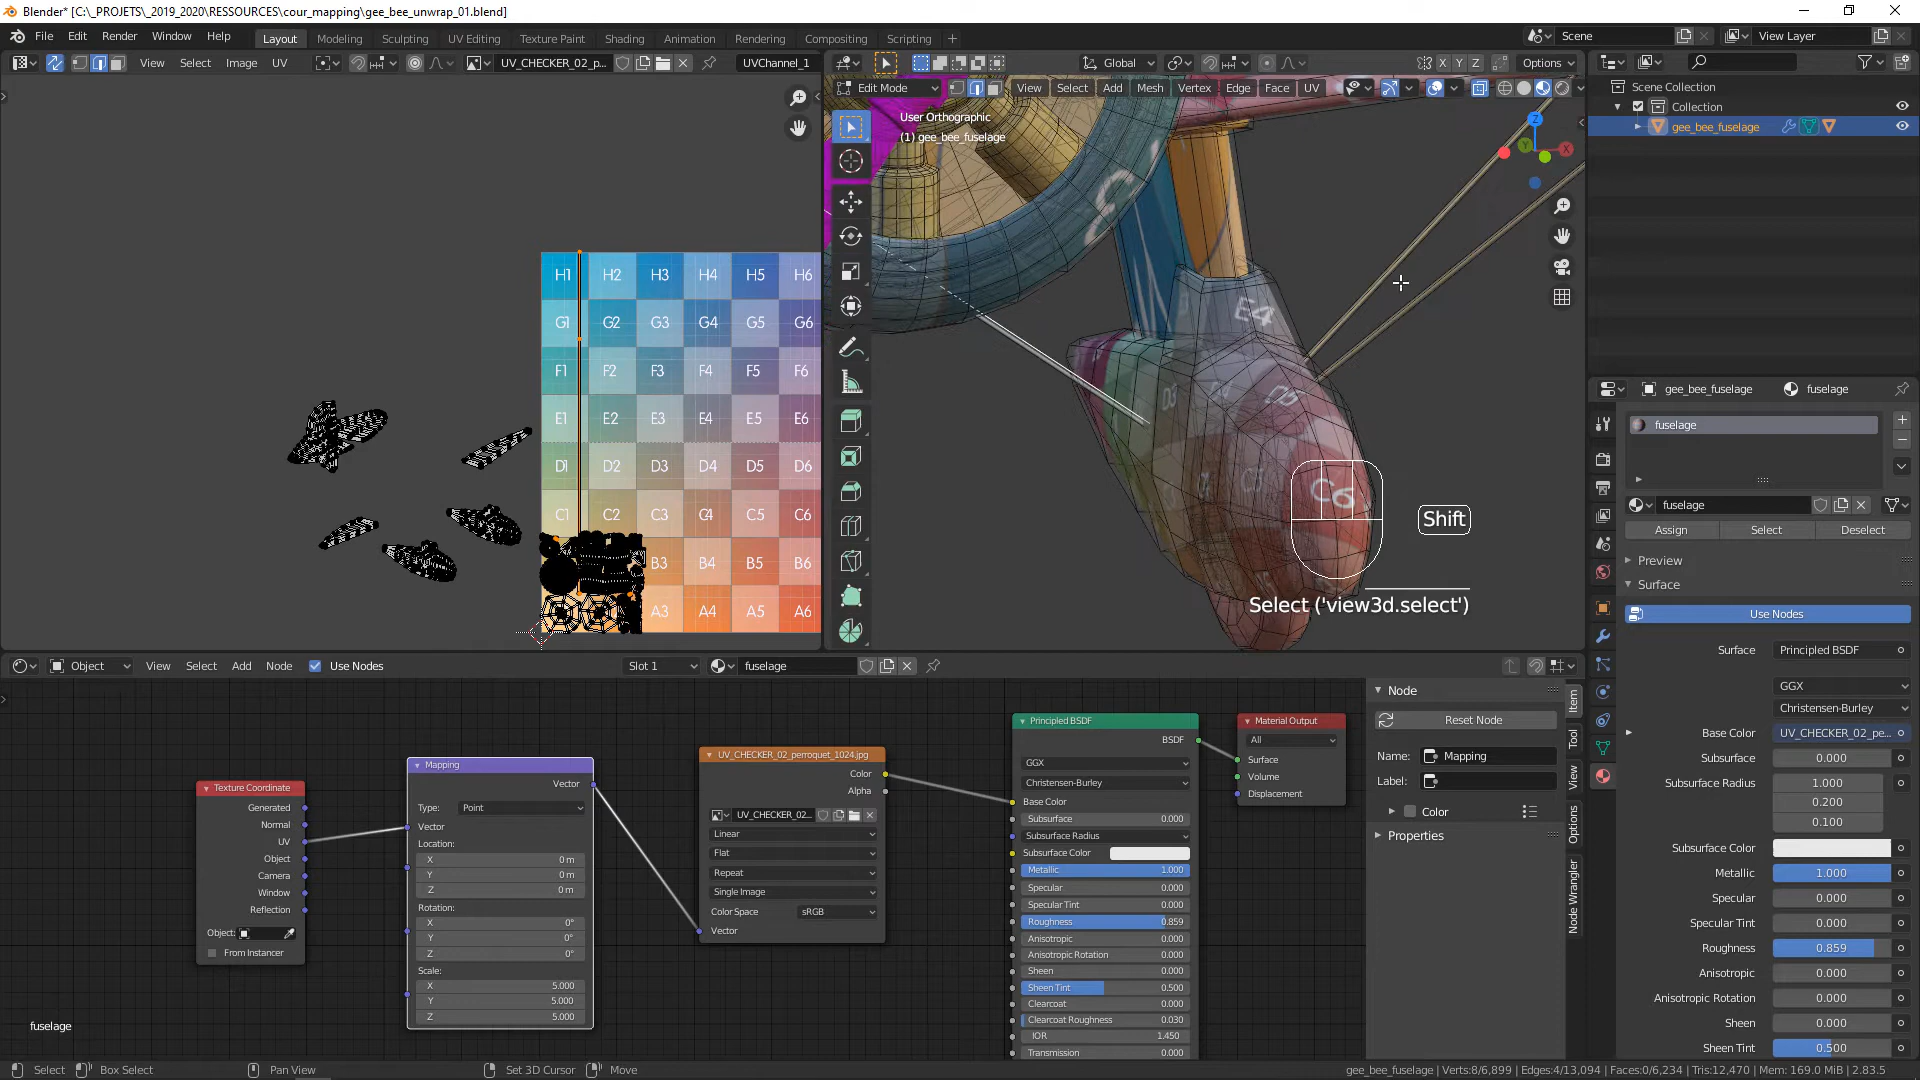 Blender* [C:\_PROJETS\_2019_2020\RESSOURCES\cour_mapping\gee_bee_unwrap_01.blend]
File Edit Render Window Help Layout Modeling Sculpting UV Editing Texture Paint Shading Animation Rendering Compositing Scripting + Scene View Layer
View Select Image UV UV_CHECKER_02_p... UVChannel_1 Global X Y Z Options
Edit Mode View Select Add Mesh Vertex Edge Face UV
User Orthographic
(1) gee_bee_fuselage
Scene Collection
Collection
gee_bee_fuselage
H1 H2 H3 H4 H5 H6
G1 G2 G3 G4 G5 G6
F1 F2 F3 F4 F5 F6
E1 E2 E3 E4 E5 E6
D1 D2 D3 D4 D5 D6
C1 C2 C3 C4 C5 C6
B3 B4 B5 B6
A3 A4 A5 A6
E4
C6
Z
Y
X
Shift
Select ('view3d.select')
gee_bee_fuselage fuselage
fuselage
fuselage
Assign Select Deselect
Preview
Surface
Use Nodes
Surface Principled BSDF
GGX
Christensen-Burley
Base Color UV_CHECKER_02_pe...
Subsurface 0.000
Subsurface Radius 1.000
0.200
0.100
Subsurface Color
Metallic 1.000
Specular 0.000
Specular Tint 0.000
Roughness 0.859
Anisotropic 0.000
Anisotropic Rotation 0.000
Sheen 0.000
Sheen Tint 0.500
Object View Select Add Node Use Nodes Slot 1 fuselage
Texture Coordinate
Generated
Normal
UV
Object
Camera
Window
Reflection
Object:
From Instancer
Mapping
Vector
Type: Point
Vector
Location:
X 0 m
Y 0 m
Z 0 m
Rotation:
X 0°
Y 0°
Z 0°
Scale:
X 5.000
Y 5.000
Z 5.000
UV_CHECKER_02_perroquet_1024.jpg
Color
Alpha
UV_CHECKER_02...
Linear
Flat
Repeat
Single Image
Color Space sRGB
Vector
Principled BSDF
BSDF
GGX
Christensen-Burley
Base Color
Subsurface 0.000
Subsurface Radius
Subsurface Color
Metallic 1.000
Specular 0.000
Specular Tint 0.000
Roughness 0.859
Anisotropic 0.000
Anisotropic Rotation 0.000
Sheen 0.000
Sheen Tint 0.500
Clearcoat 0.000
Clearcoat Roughness 0.030
IOR 1.450
Transmission 0.000
Material Output
All
Surface
Volume
Displacement
Node
Reset Node
Name: Mapping
Label:
Color
Properties
Item
Tool
View
Options
Node Wrangler
fuselage
Select Box Select Pan View Set 3D Cursor Move gee_bee_fuselage | Verts:8/6,899 | Edges:4/13,094 | Faces:0/6,234 | Tris:12,470 | Mem: 169.0 MiB | 2.83.5